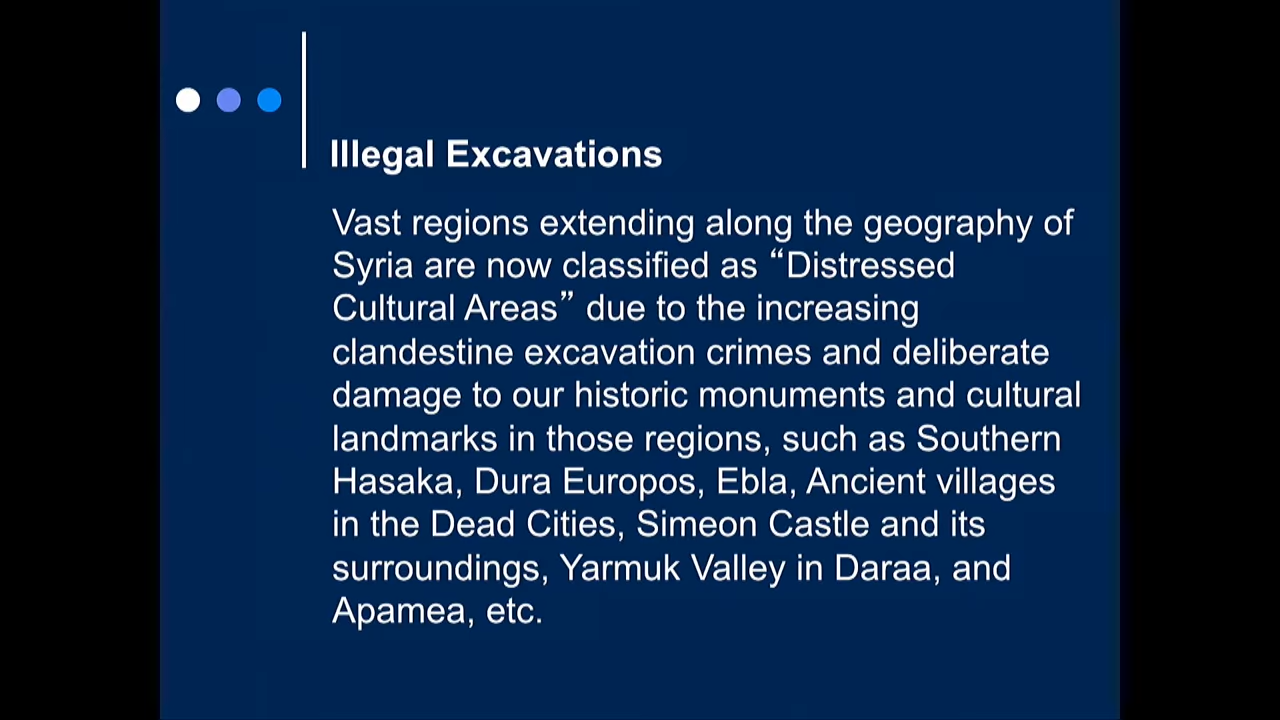 Illegal Excavations
Vast regions extending along the geography of
Syria are now classified as “Distressed
Cultural Areas” due to the increasing
clandestine excavation crimes and deliberate
damage to our historic monuments and cultural
landmarks in those regions, such as Southern
Hasaka, Dura Europos, Ebla, Ancient villages
in the Dead Cities, Simeon Castle and its
surroundings, Yarmuk Valley in Daraa, and
Apamea, etc.